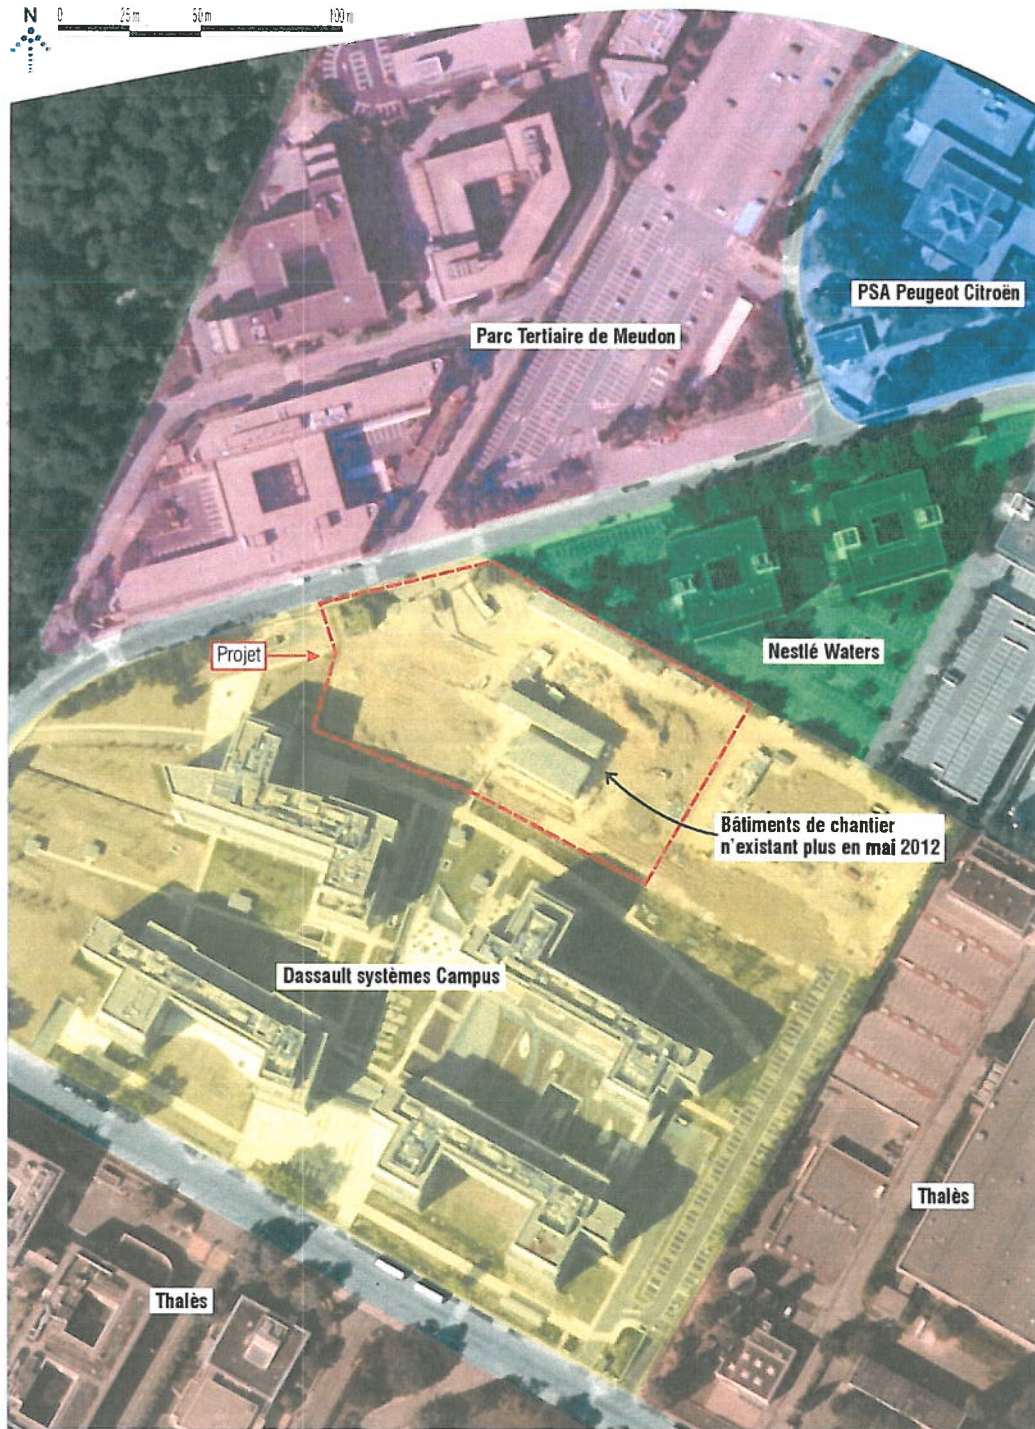 N
0 25 m 50 m 100 m
PSA Peugeot Citroën
Parc Tertiaire de Meudon
Nestlé Waters
Projet
Bâtiments de chantier
n'existant plus en mai 2012
Dassault systèmes Campus
Thalès
Thalès